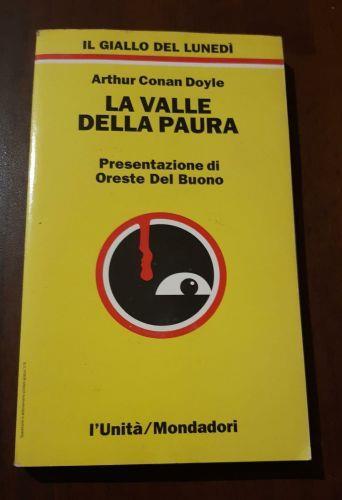 IL GIALLO DEL LUNEDÌ
Arthur Conan Doyle
LA VALLE
DELLA PAURA
Presentazione di
Oreste Del Buono
l'Unità/Mondadori